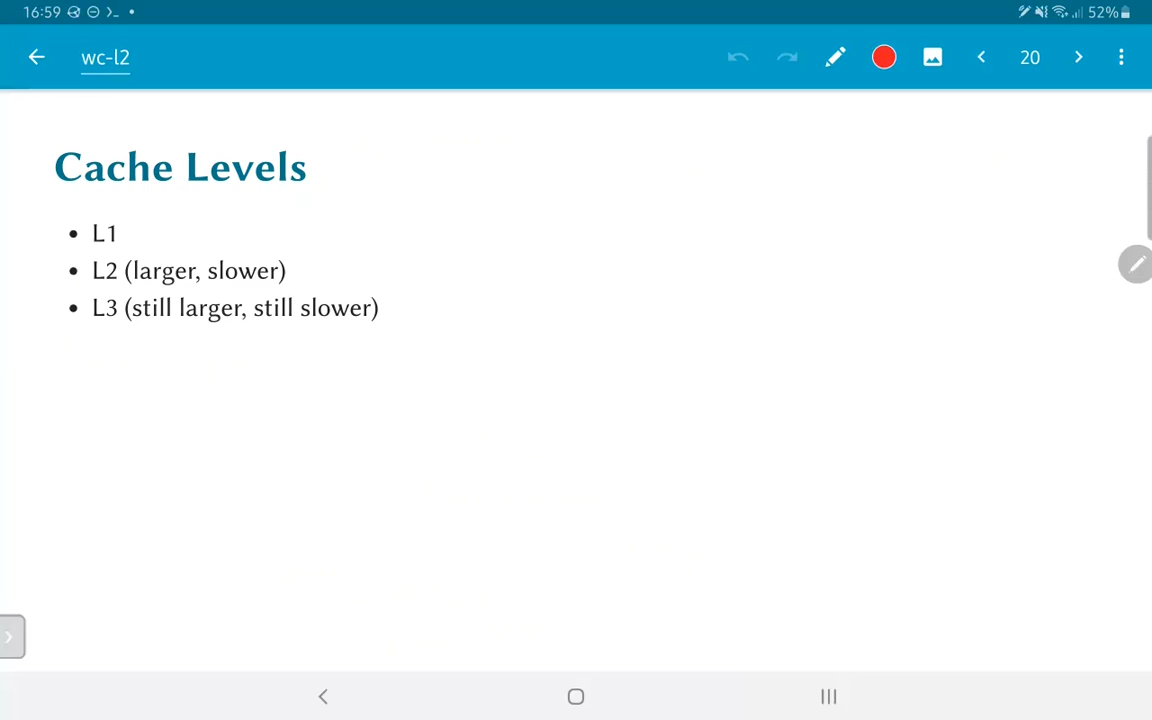 16:59 52%
wc-l2 20
Cache Levels
• L1
• L2 (larger, slower)
• L3 (still larger, still slower)